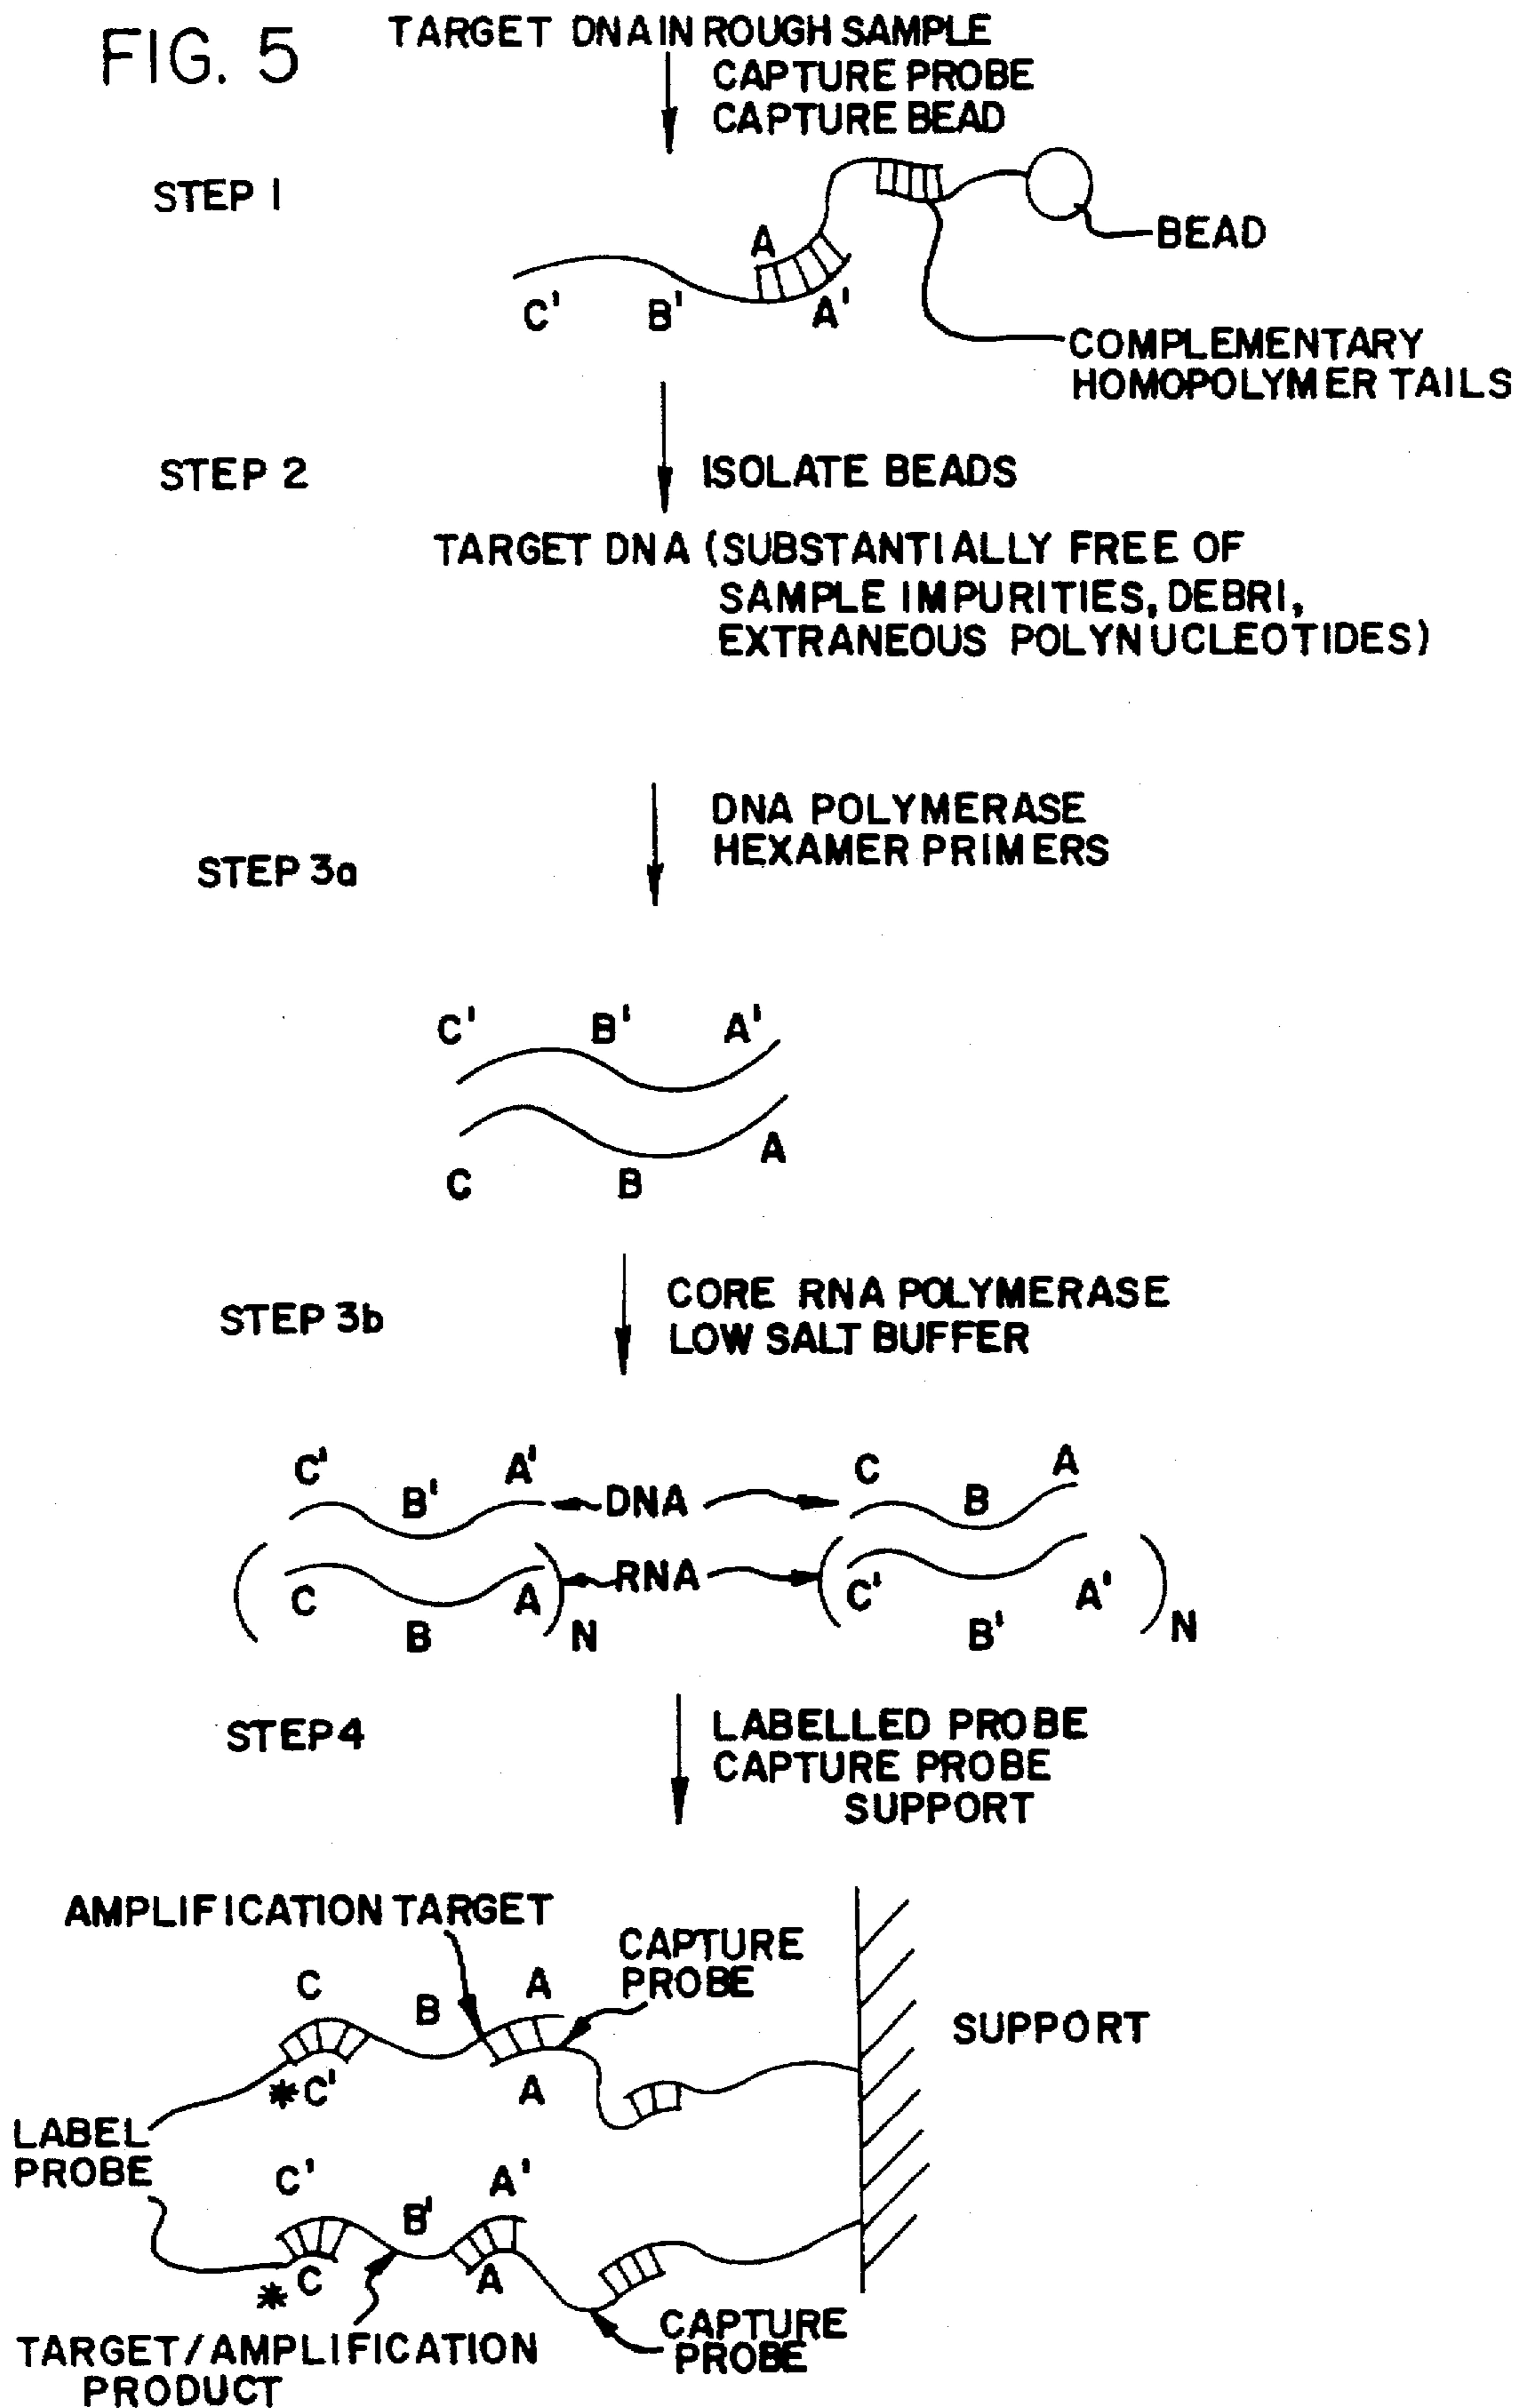 FIG. 5
TARGET DNA IN ROUGH SAMPLE
CAPTURE PROBE
CAPTURE BEAD
STEP 1
BEAD
A
C' B' A'
COMPLEMENTARY
HOMOPOLYMER TAILS
STEP 2
ISOLATE BEADS
TARGET DNA (SUBSTANTIALLY FREE OF
SAMPLE IMPURITIES, DEBRI,
EXTRANEOUS POLYNUCLEOTIDES)
DNA POLYMERASE
HEXAMER PRIMERS
STEP 3a
C' B' A'
C B A
STEP 3b
CORE RNA POLYMERASE
LOW SALT BUFFER
C' B' A' DNA C B A
C B A N RNA C' B' A' N
STEP 4
LABELLED PROBE
CAPTURE PROBE
SUPPORT
AMPLIFICATION TARGET
CAPTURE
PROBE
C B A
SUPPORT
*C' A
LABEL
PROBE
C' B' A'
* C A
CAPTURE
PROBE
TARGET/AMPLIFICATION
PRODUCT